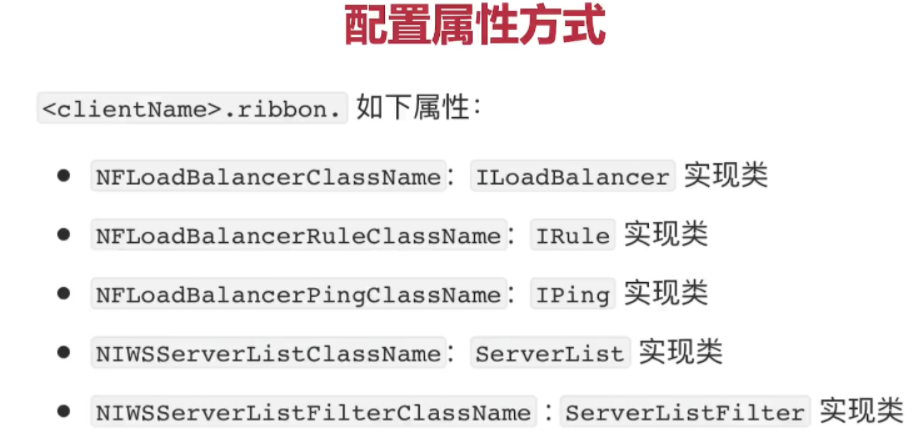 配置属性方式
<clientName>.ribbon. 如下属性：
NFLoadBalancerClassName： ILoadBalancer 实现类
NFLoadBalancerRuleClassName： IRule 实现类
NFLoadBalancerPingClassName： IPing 实现类
NIWSServerListClassName： ServerList 实现类
NIWSServerListFilterClassName : ServerListFilter 实现类